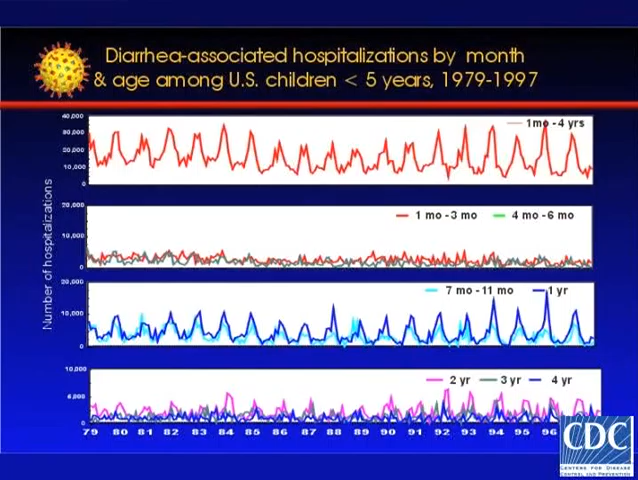 Diarrhea-associated hospitalizations by month
& age among U.S. children < 5 years, 1979-1997
Number of hospitalizations
40,000
30,000
20,000
10,000
0
1mo - 4 yrs
20,000
10,000
0
1 mo - 3 mo 4 mo - 6 mo
20,000
10,000
0
7 mo - 11 mo 1 yr
10,000
5,000
0
2 yr 3 yr 4 yr
79 80 81 82 83 84 85 86 87 88 89 90 91 92 93 94 95 96
CDC
CENTERS FOR DISEASE
CONTROL AND PREVENTION